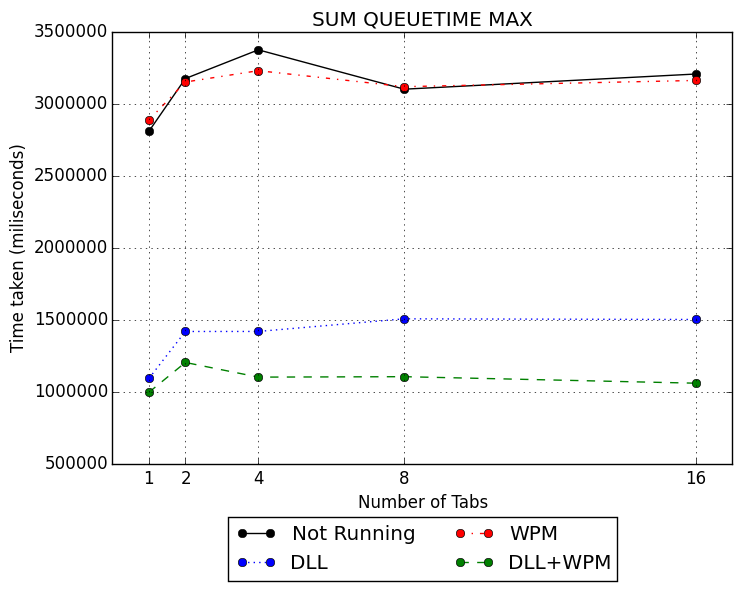 SUM QUEUETIME MAX
3500000
3000000
2500000
2000000
1500000
1000000
500000
Time taken (miliseconds)
1 2 4 8 16
Number of Tabs
Not Running WPM
DLL DLL+WPM